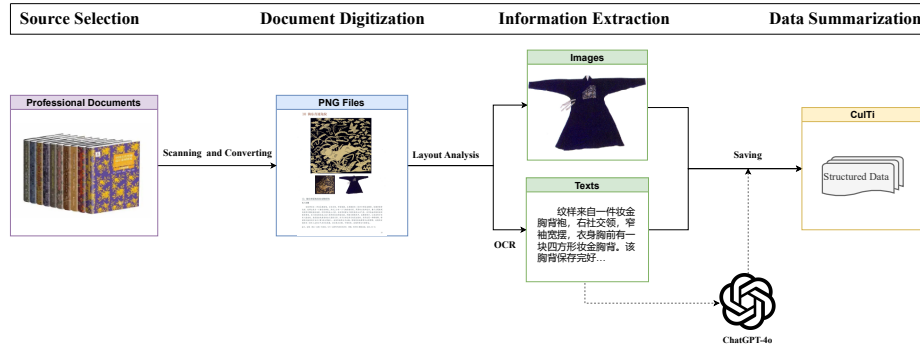 Source Selection
Document Digitization
Information Extraction
Data Summarization
Professional Documents
Scanning and Converting
PNG Files
Layout Analysis
OCR
Images
Texts
纹样来自一件妆金
胸背袍，右社交领，窄
袖宽摆，衣身胸前有一
块四方形妆金胸背。该
胸背保存完好...
Saving
ChatGPT-4o
CulTi
Structured Data